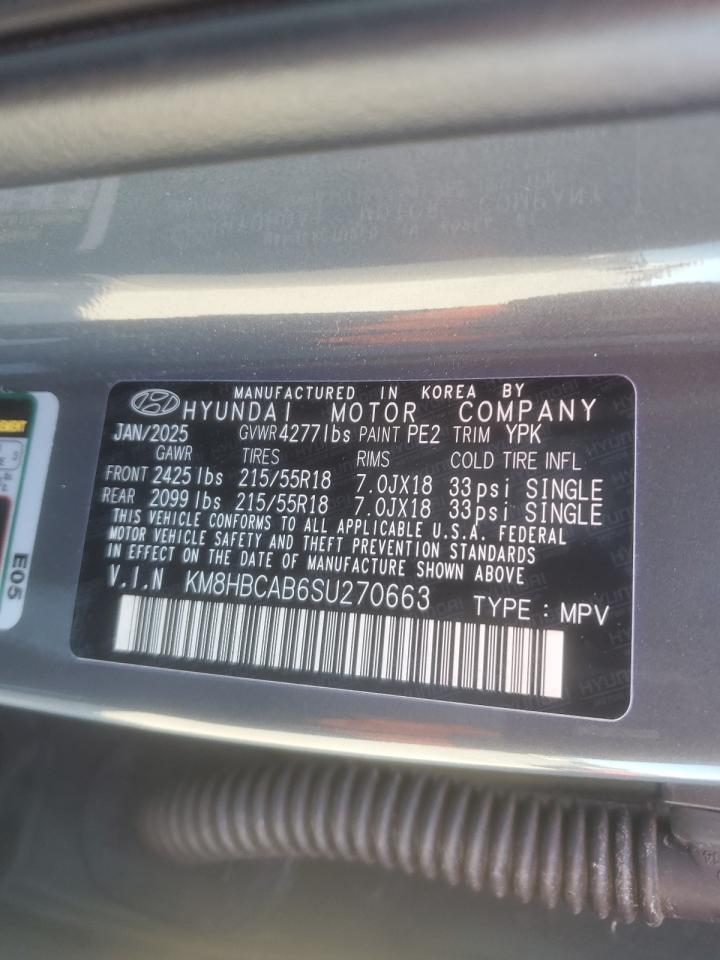 MANUFACTURED IN KOREA BY
HYUNDAI MOTOR COMPANY
JAN/2025 GVWR 4277lbs PAINT PE2 TRIM YPK
GAWR TIRES RIMS COLD TIRE INFL
FRONT 2425lbs 215/55R18 7.0JX18 33psi SINGLE
REAR 2099lbs 215/55R18 7.0JX18 33psi SINGLE
THIS VEHICLE CONFORMS TO ALL APPLICABLE U.S.A. FEDERAL
MOTOR VEHICLE SAFETY AND THEFT PREVENTION STANDARDS
IN EFFECT ON THE DATE OF MANUFACTURE SHOWN ABOVE
V.I.N KM8HBCAB6SU270663 TYPE : MPV
E05